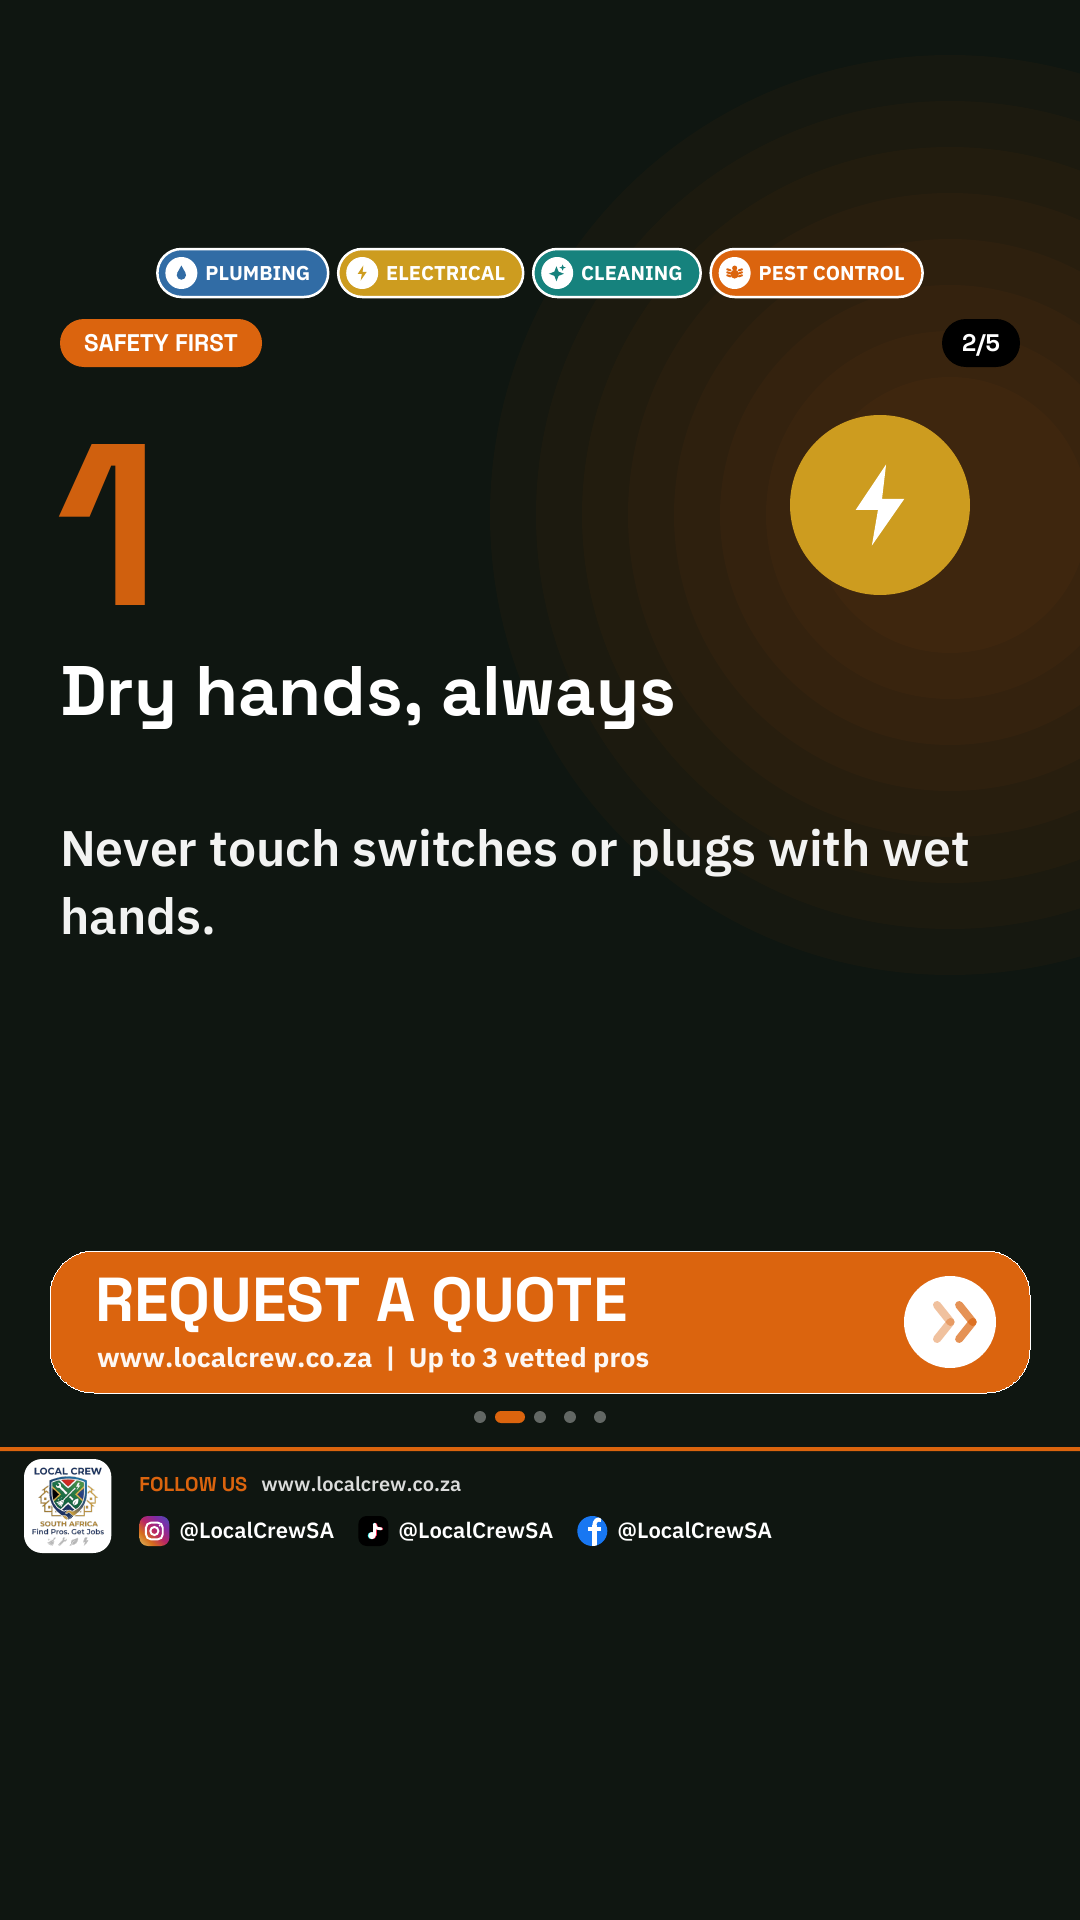 PLUMBING ELECTRICAL CLEANING PEST CONTROL
SAFETY FIRST 2/5
1
Dry hands, always
Never touch switches or plugs with wet
hands.
REQUEST A QUOTE
www.localcrew.co.za | Up to 3 vetted pros
LOCAL CREW
SOUTH AFRICA
Find Pros. Get Jobs
FOLLOW US www.localcrew.co.za
@LocalCrewSA @LocalCrewSA @LocalCrewSA